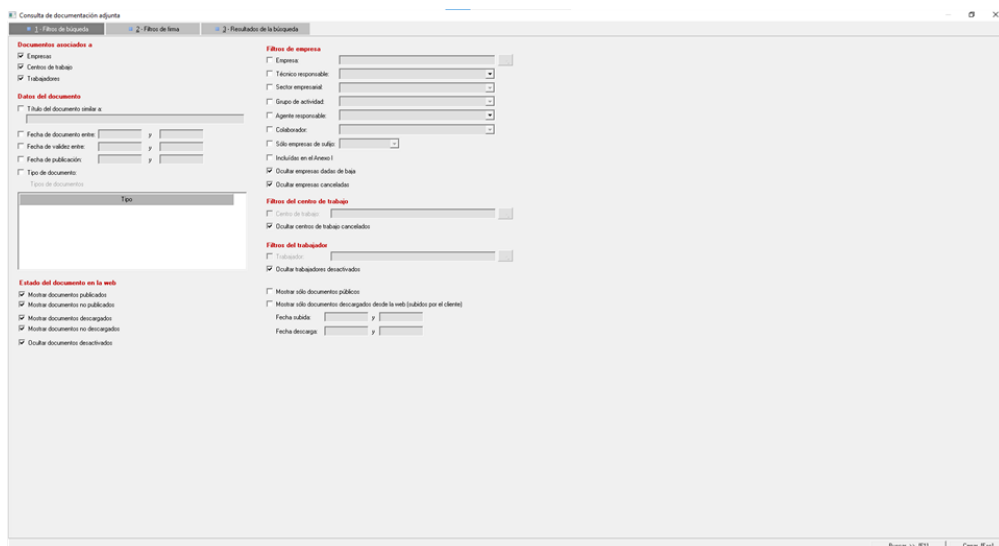 Consulta de documentación adjunta
1 - Filtros de búqueda
2 - Filtros de firma
3 - Resultados de la búsqueda
Documentos asociados a
Empresas
Centros de trabajo
Trabajadores
Datos del documento
Título del documento similar a:
Fecha de documento entre: y
Fecha de validez entre: y
Fecha de publicación: y
Tipo de documento:
Tipos de documentos
Tipo
Estado del documento en la web
Mostrar documentos publicados
Mostrar documentos no publicados
Mostrar documentos descargados
Mostrar documentos no descargados
Ocultar documentos desactivados
Filtros de empresa
Empresa:
Técnico responsable:
Sector empresarial:
Grupo de actividad:
Agente responsable:
Colaborador:
Sólo empresas de sufijo:
Incluídas en el Anexo I
Ocultar empresas dadas de baja
Ocultar empresas canceladas
Filtros del centro de trabajo
Centro de trabajo:
Ocultar centros de trabajo cancelados
Filtros del trabajador
Trabajador:
Ocultar trabajadores desactivados
Mostrar sólo documentos públicos
Mostrar sólo documentos descargados desde la web (subidos por el cliente)
Fecha subida: y
Fecha descarga: y